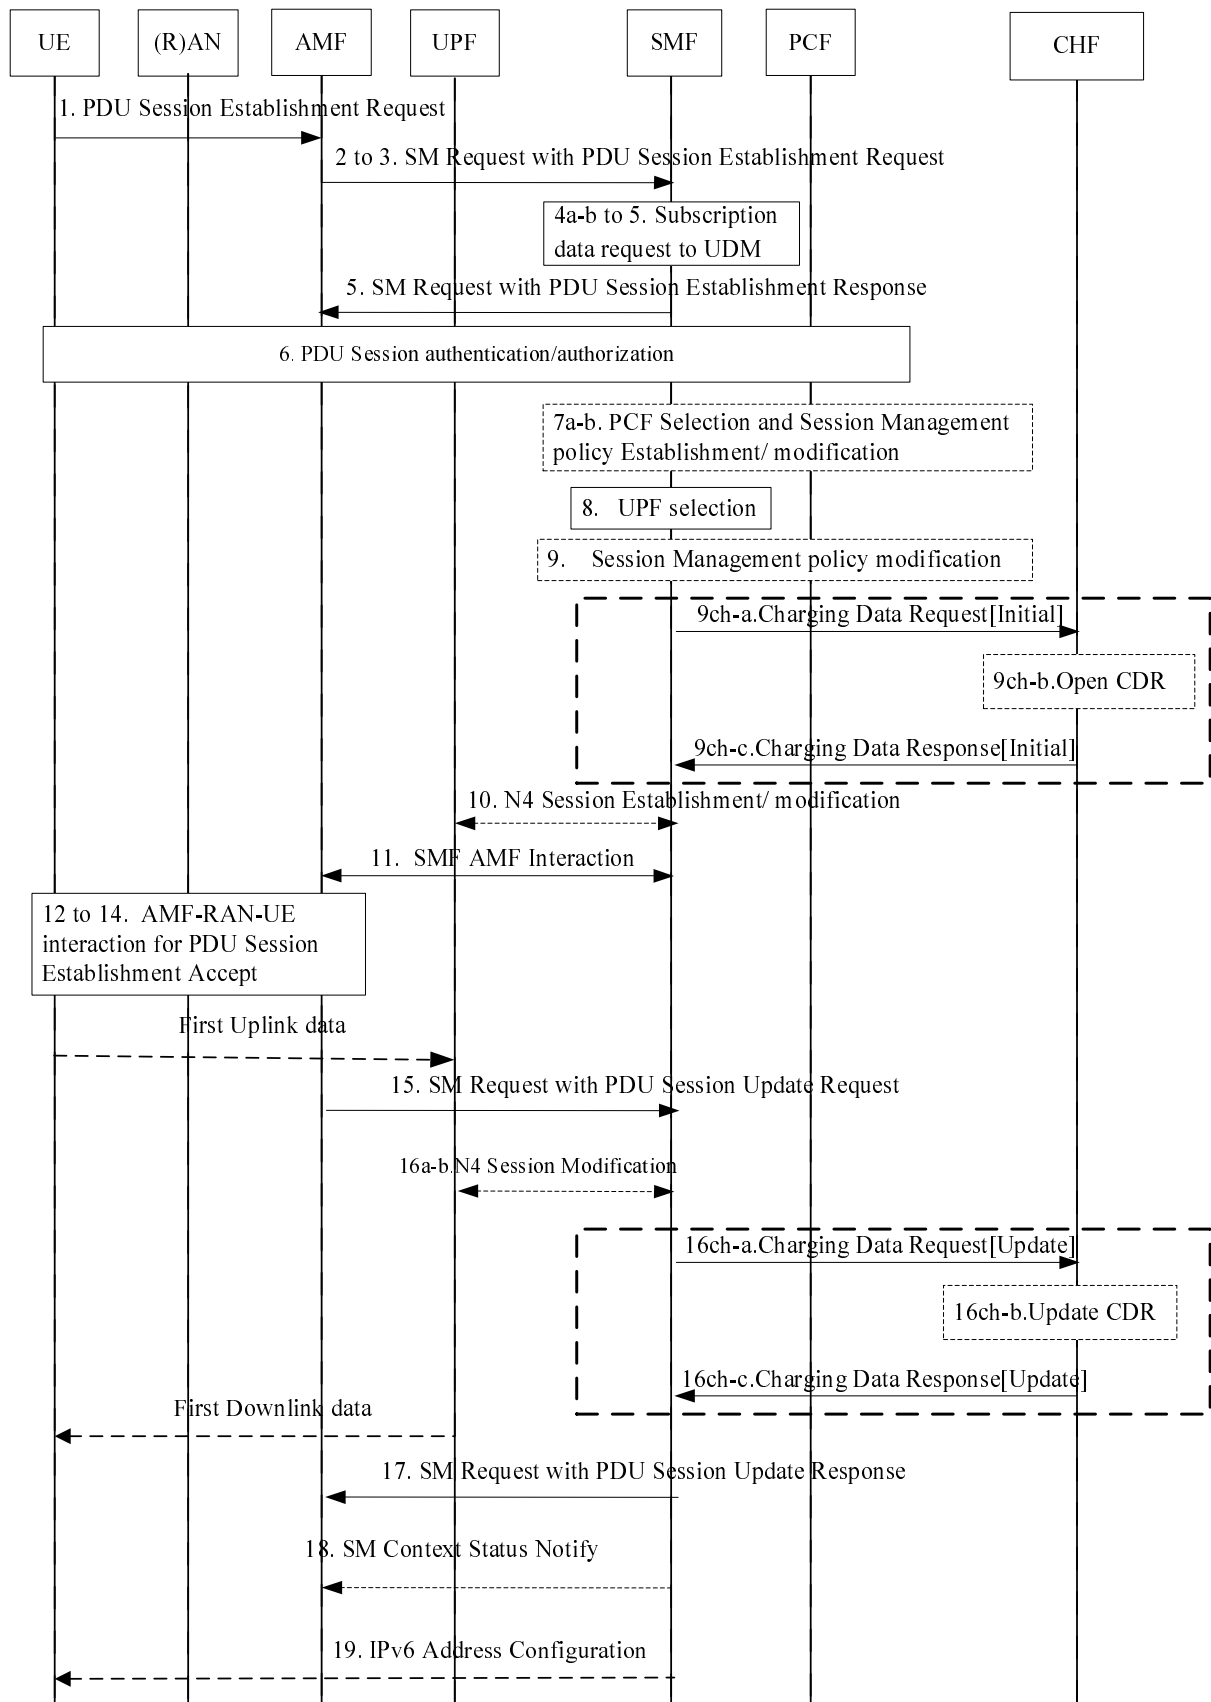 UE
(R)AN
AMF
UPF
SMF
PCF
CHF
1. PDU Session Establishment Request
2 to 3. SM Request with PDU Session Establishment Request
4a-b to 5. Subscription
data request to UDM
5. SM Request with PDU Session Establishment Response
6. PDU Session authentication/authorization
7a-b. PCF Selection and Session Management
policy Establishment/ modification
8. UPF selection
9. Session Management policy modification
9ch-a.Charging Data Request[Initial]
9ch-b.Open CDR
9ch-c.Charging Data Response[Initial]
10. N4 Session Establishment/ modification
11. SMF AMF Interaction
12 to 14. AMF-RAN-UE
interaction for PDU Session
Establishment Accept
First Uplink data
15. SM Request with PDU Session Update Request
16a-b.N4 Session Modification
16ch-a.Charging Data Request[Update]
16ch-b.Update CDR
16ch-c.Charging Data Response[Update]
First Downlink data
17. SM Request with PDU Session Update Response
18. SM Context Status Notify
19. IPv6 Address Configuration